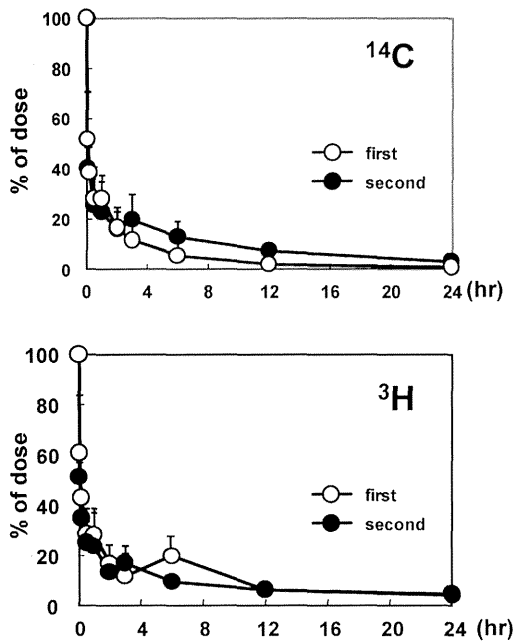 100
80
60
40
20
0
% of dose
14C
first
second
0 4 8 12 16 20 24 (hr)
100
80
60
40
20
0
% of dose
3H
first
second
0 4 8 12 16 20 24 (hr)